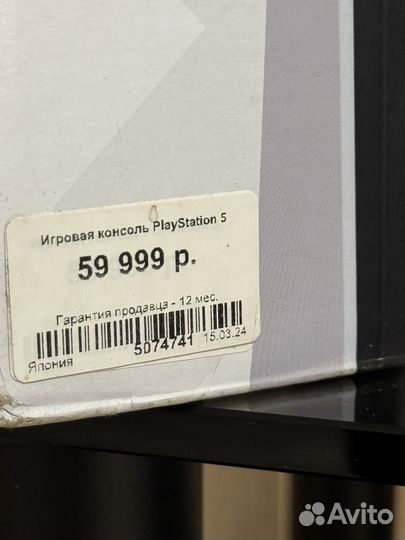 Игровая консоль PlayStation 5
59 999 р.
Гарантия продавца - 12 мес.
5074741 15.03.24
Япония
Avito